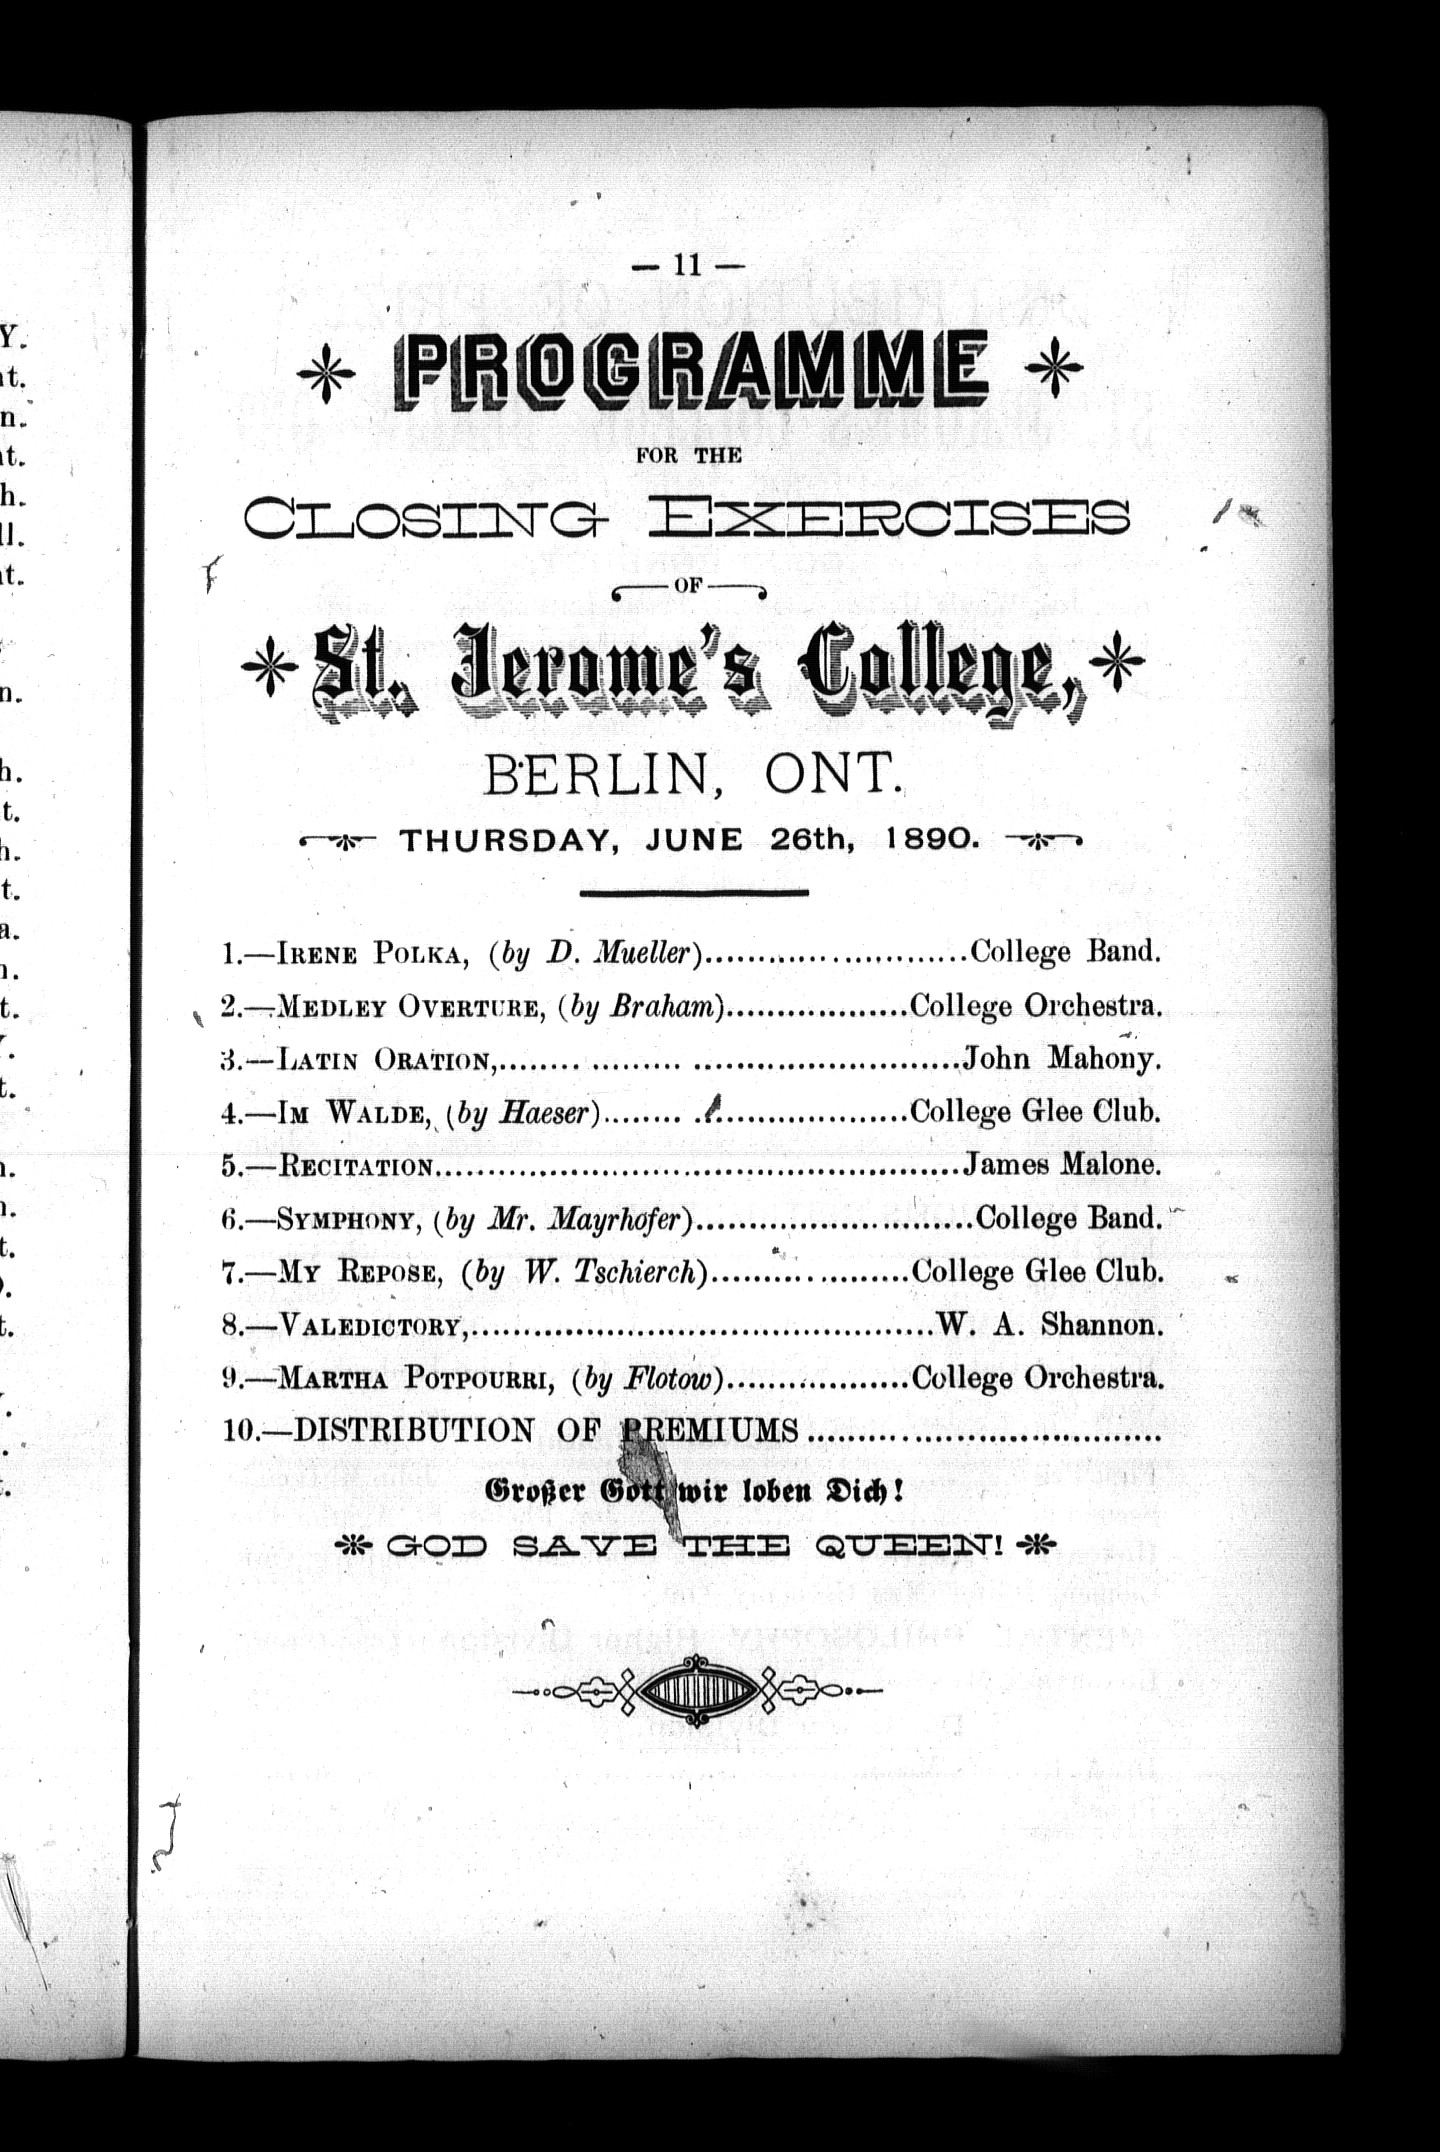 — 11 —
PROGRAMME
FOR THE
CLOSING EXERCISES
OF
St. Jerome's College,
BERLIN, ONT.
THURSDAY, JUNE 26th, 1890.
1.—IRENE POLKA, (by D. Mueller)..........................College Band.
2.—MEDLEY OVERTURE, (by Braham)..................College Orchestra.
3.—LATIN ORATION,........ ......... ..........................John Mahony.
4.—IM WALDE, (by Haeser)........ .....................College Glee Club.
5.—RECITATION....................................................James Malone.
6.—SYMPHONY, (by Mr. Mayrhofer)...........................College Band.
7.—MY REPOSE, (by W. Tschierch)....................College Glee Club.
8.—VALEDICTORY,..............................................W. A. Shannon.
9.—MARTHA POTPOURRI, (by Flotow)..................College Orchestra.
10.—DISTRIBUTION OF PREMIUMS...................................
Großer Gott wir loben Dich!
GOD SAVE THE QUEEN!